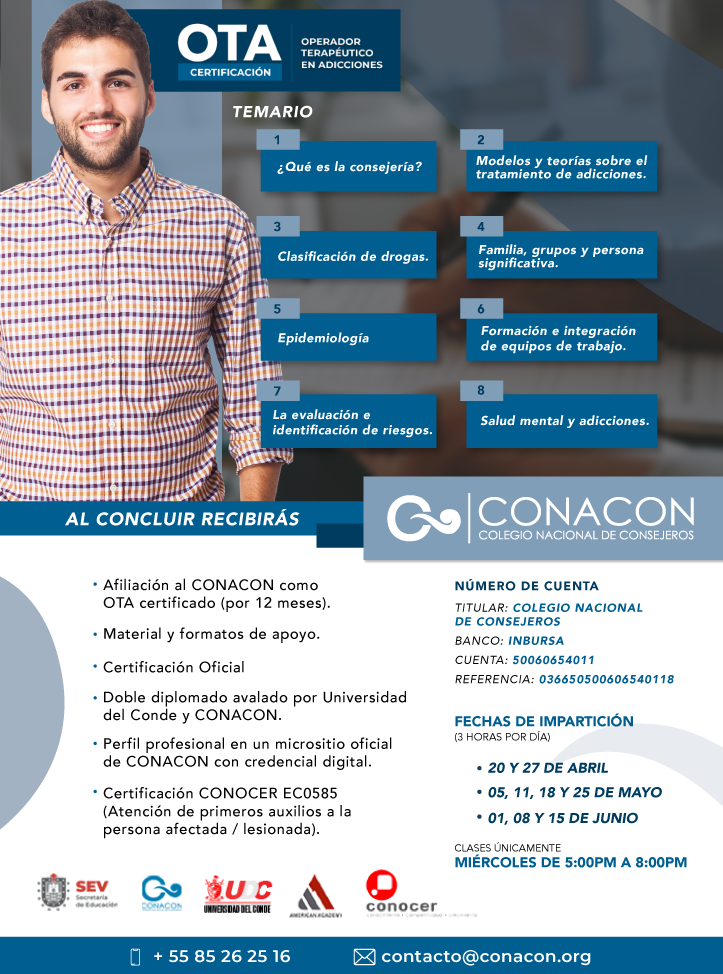 OTA
CERTIFICACIÓN
OPERADOR
TERAPÉUTICO
EN ADICCIONES
TEMARIO
1
¿Qué es la consejería?
2
Modelos y teorías sobre el
tratamiento de adicciones.
3
Clasificación de drogas.
4
Familia, grupos y persona
significativa.
5
Epidemiología
6
Formación e integración
de equipos de trabajo.
7
La evaluación e
identificación de riesgos.
8
Salud mental y adicciones.
AL CONCLUIR RECIBIRÁS
CONACON
COLEGIO NACIONAL DE CONSEJEROS
• Afiliación al CONACON como
OTA certificado (por 12 meses).
• Material y formatos de apoyo.
• Certificación Oficial
• Doble diplomado avalado por Universidad
del Conde y CONACON.
• Perfil profesional en un micrositio oficial
de CONACON con credencial digital.
• Certificación CONOCER EC0585
(Atención de primeros auxilios a la
persona afectada / lesionada).
NÚMERO DE CUENTA
TITULAR: COLEGIO NACIONAL
DE CONSEJEROS
BANCO: INBURSA
CUENTA: 50060654011
REFERENCIA: 036650500606540118
FECHAS DE IMPARTICIÓN
(3 HORAS POR DÍA)
• 20 Y 27 DE ABRIL
• 05, 11, 18 Y 25 DE MAYO
• 01, 08 Y 15 DE JUNIO
CLASES ÚNICAMENTE
MIÉRCOLES DE 5:00PM A 8:00PM
SEV
Secretaría
de Educación
CONACON
UDC
UNIVERSIDAD DEL CONDE
AMERICAN ACADEMY
conocer
+ 55 85 26 25 16
contacto@conacon.org